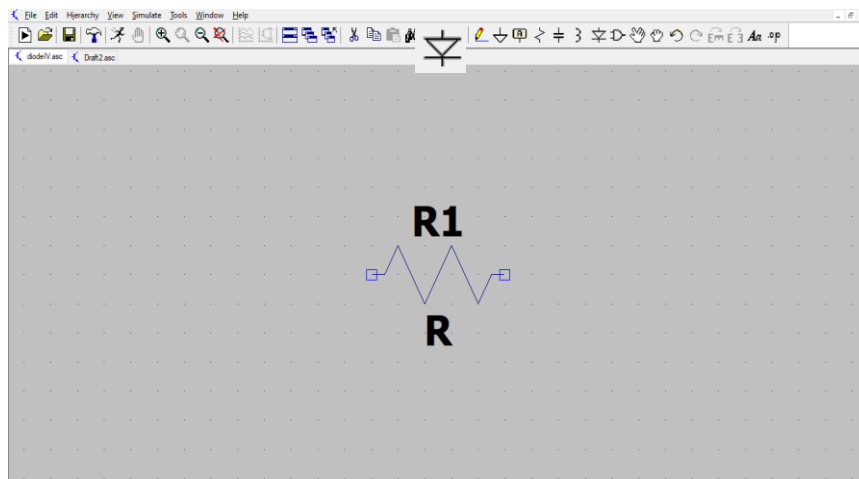 File Edit Hierarchy View Simulate Tools Window Help
Aa .op
diodeIV.asc Draft2.asc
R1
R